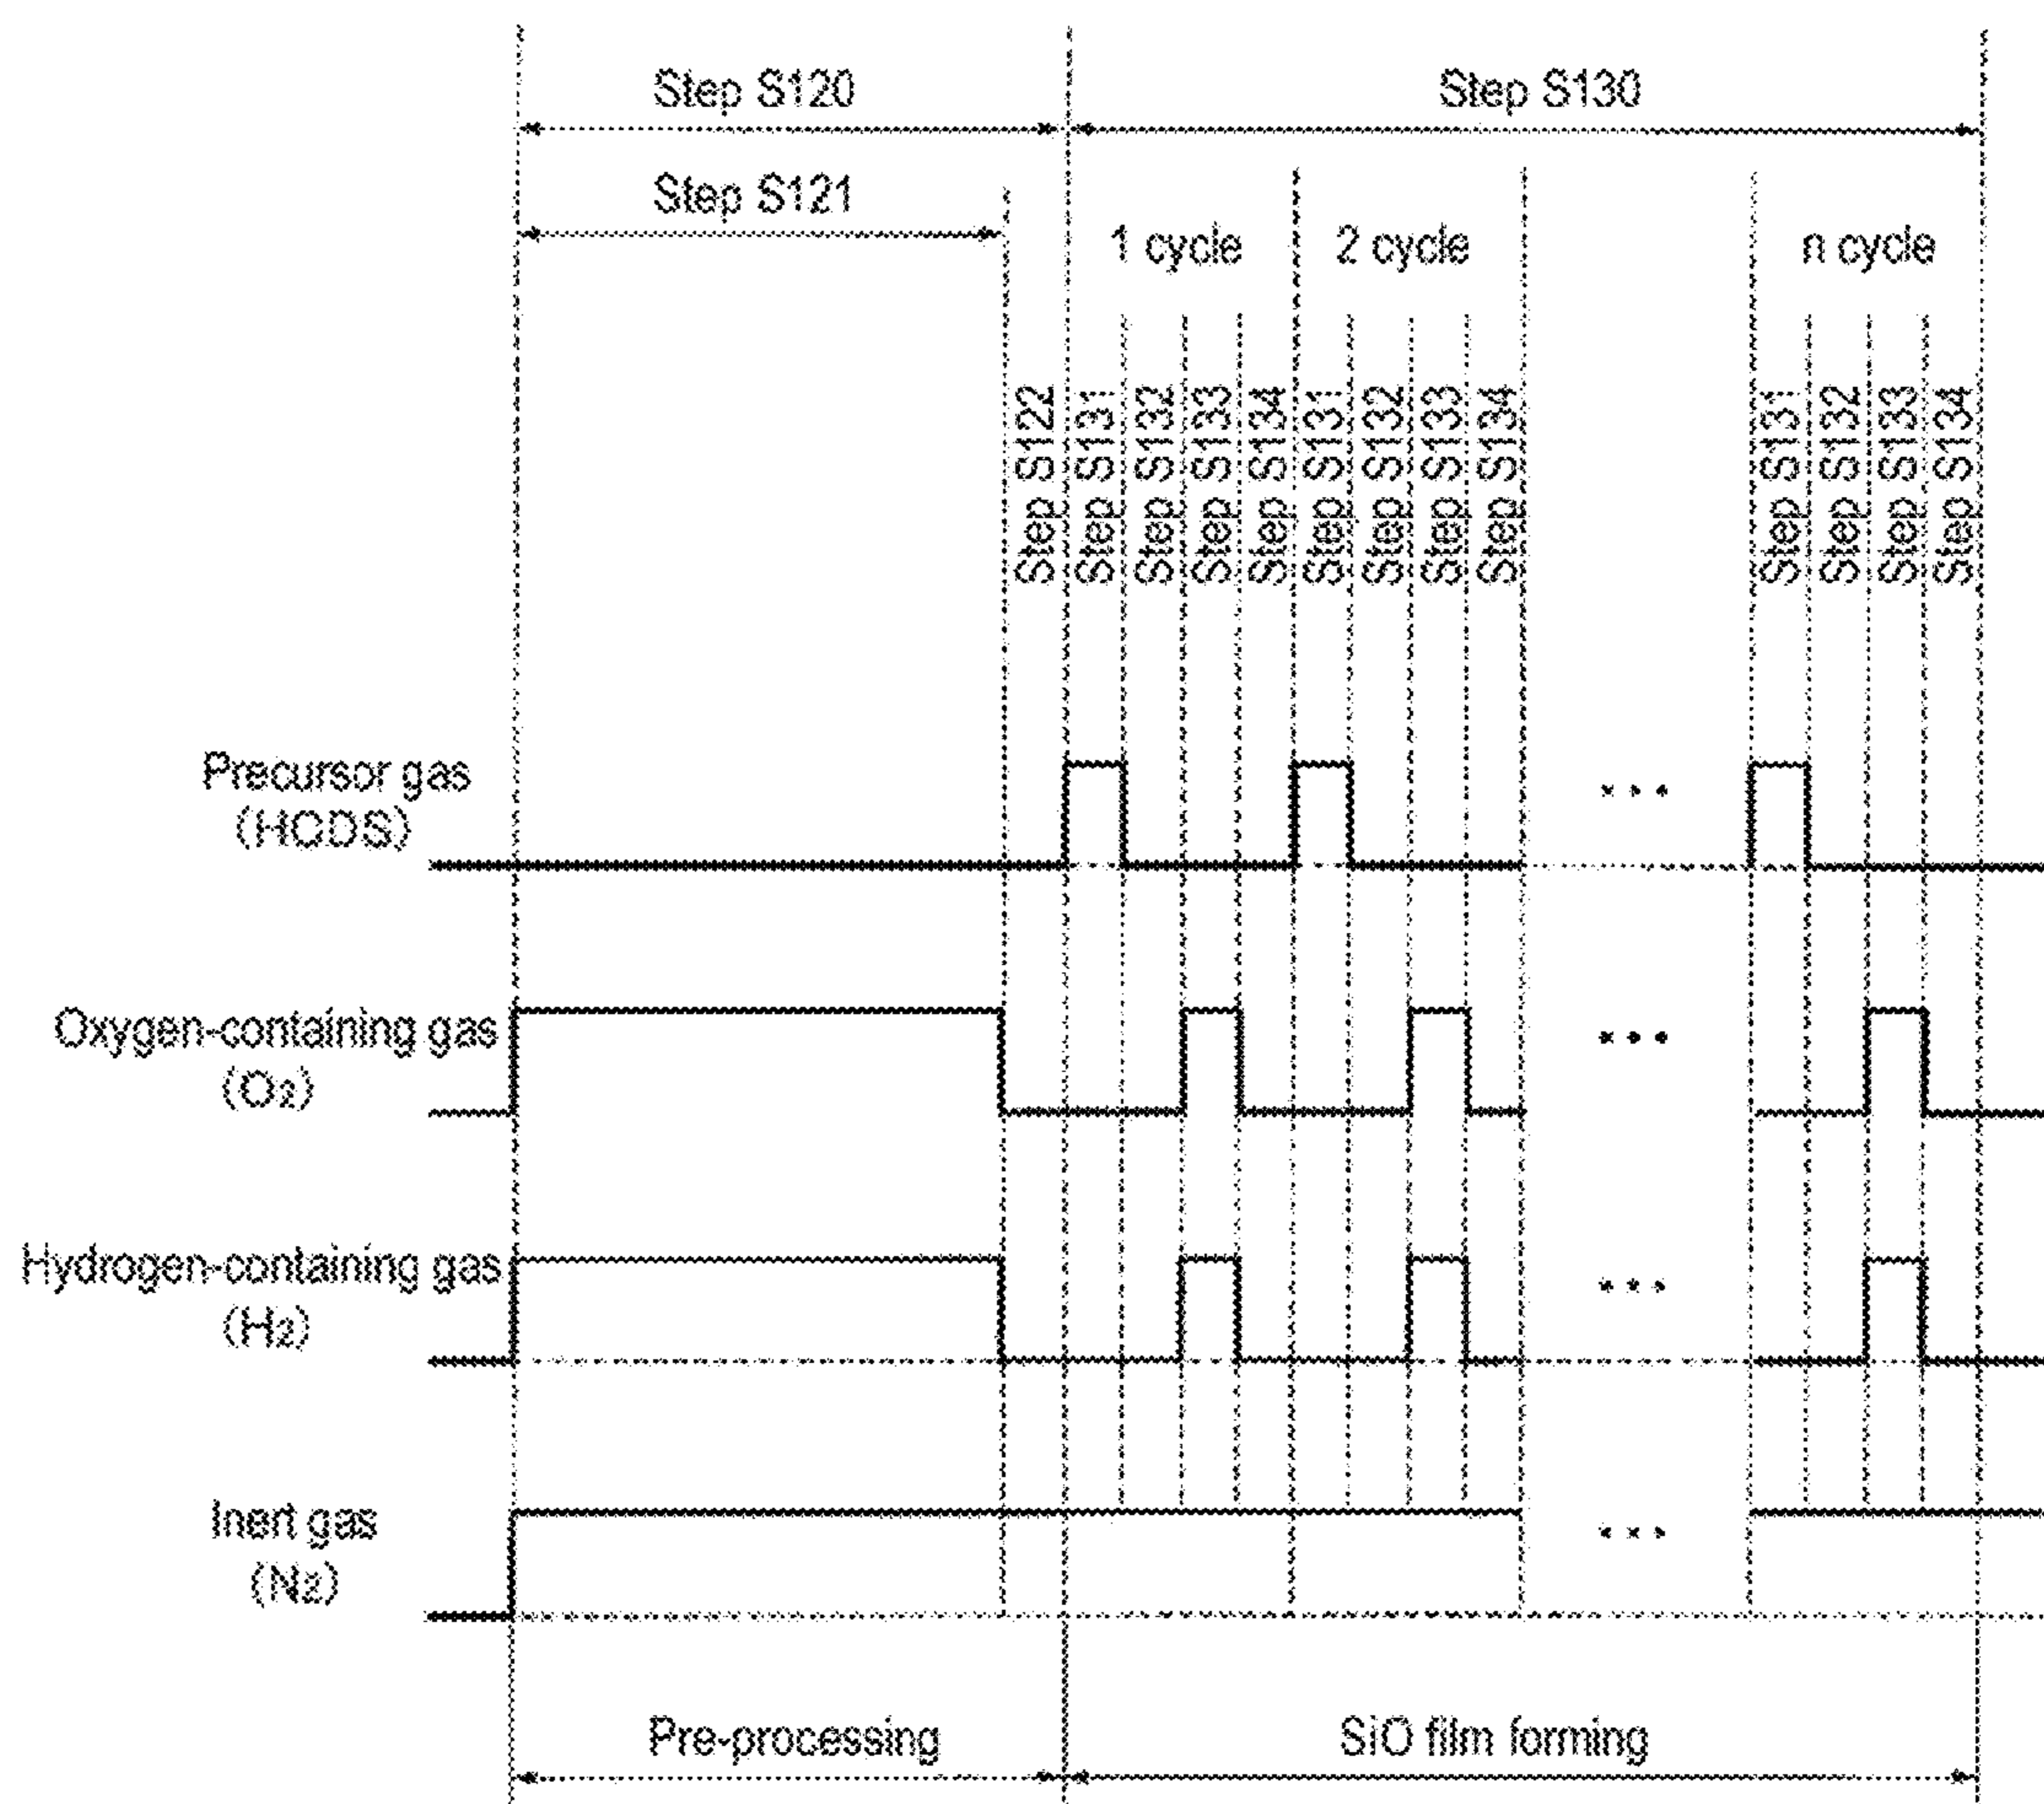 Step S120
Step S130
Step S121
1 cycle
2 cycle
n cycle
Step S122
Step S131
Step S132
Step S133
Step S134
Step S131
Step S132
Step S133
Step S134
Step S131
Step S132
Step S133
Step S134
Precursor gas
(HCDS)
Oxygen-containing gas
(O2)
Hydrogen-containing gas
(H2)
Inert gas
(N2)
Pre-processing
SiO film forming